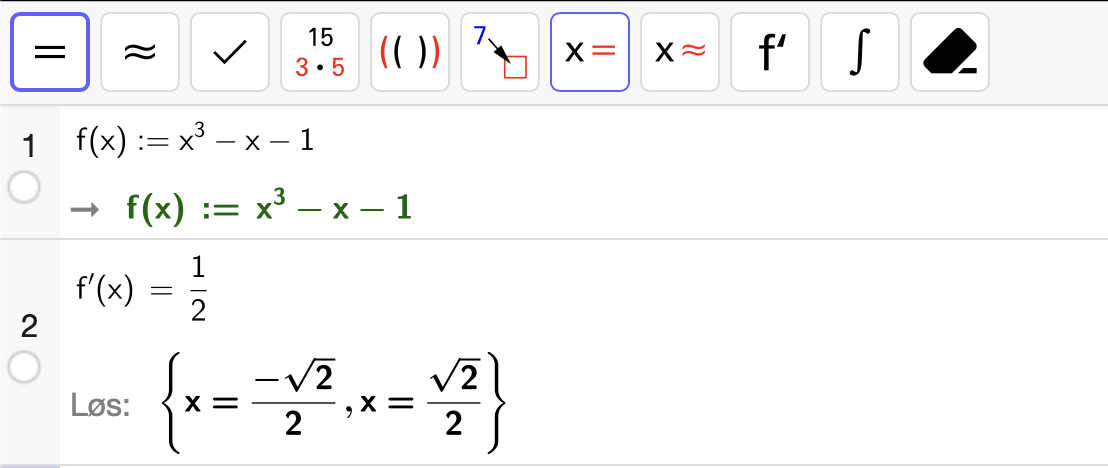 = ≈ ✓ 15 3·5 (( )) 7 x= x≈ f′ ∫
1 f(x) := x³ − x − 1
→ f(x) := x³ − x − 1
2 f′(x) = 1/2
Løs: {x = −√2/2, x = √2/2}